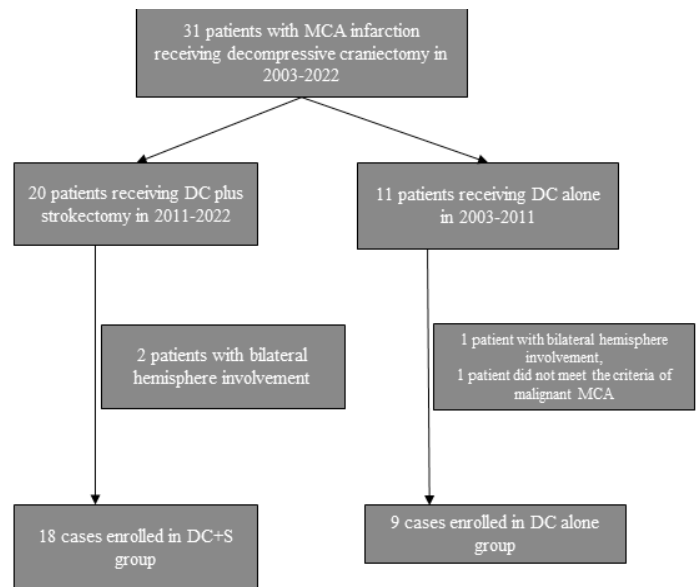 31 patients with MCA infarction
receiving decompressive craniectomy in
2003-2022
20 patients receiving DC plus
strokectomy in 2011-2022
11 patients receiving DC alone
in 2003-2011
2 patients with bilateral
hemisphere involvement
1 patient with bilateral hemisphere
involvement,
1 patient did not meet the criteria of
malignant MCA
18 cases enrolled in DC+S
group
9 cases enrolled in DC alone
group